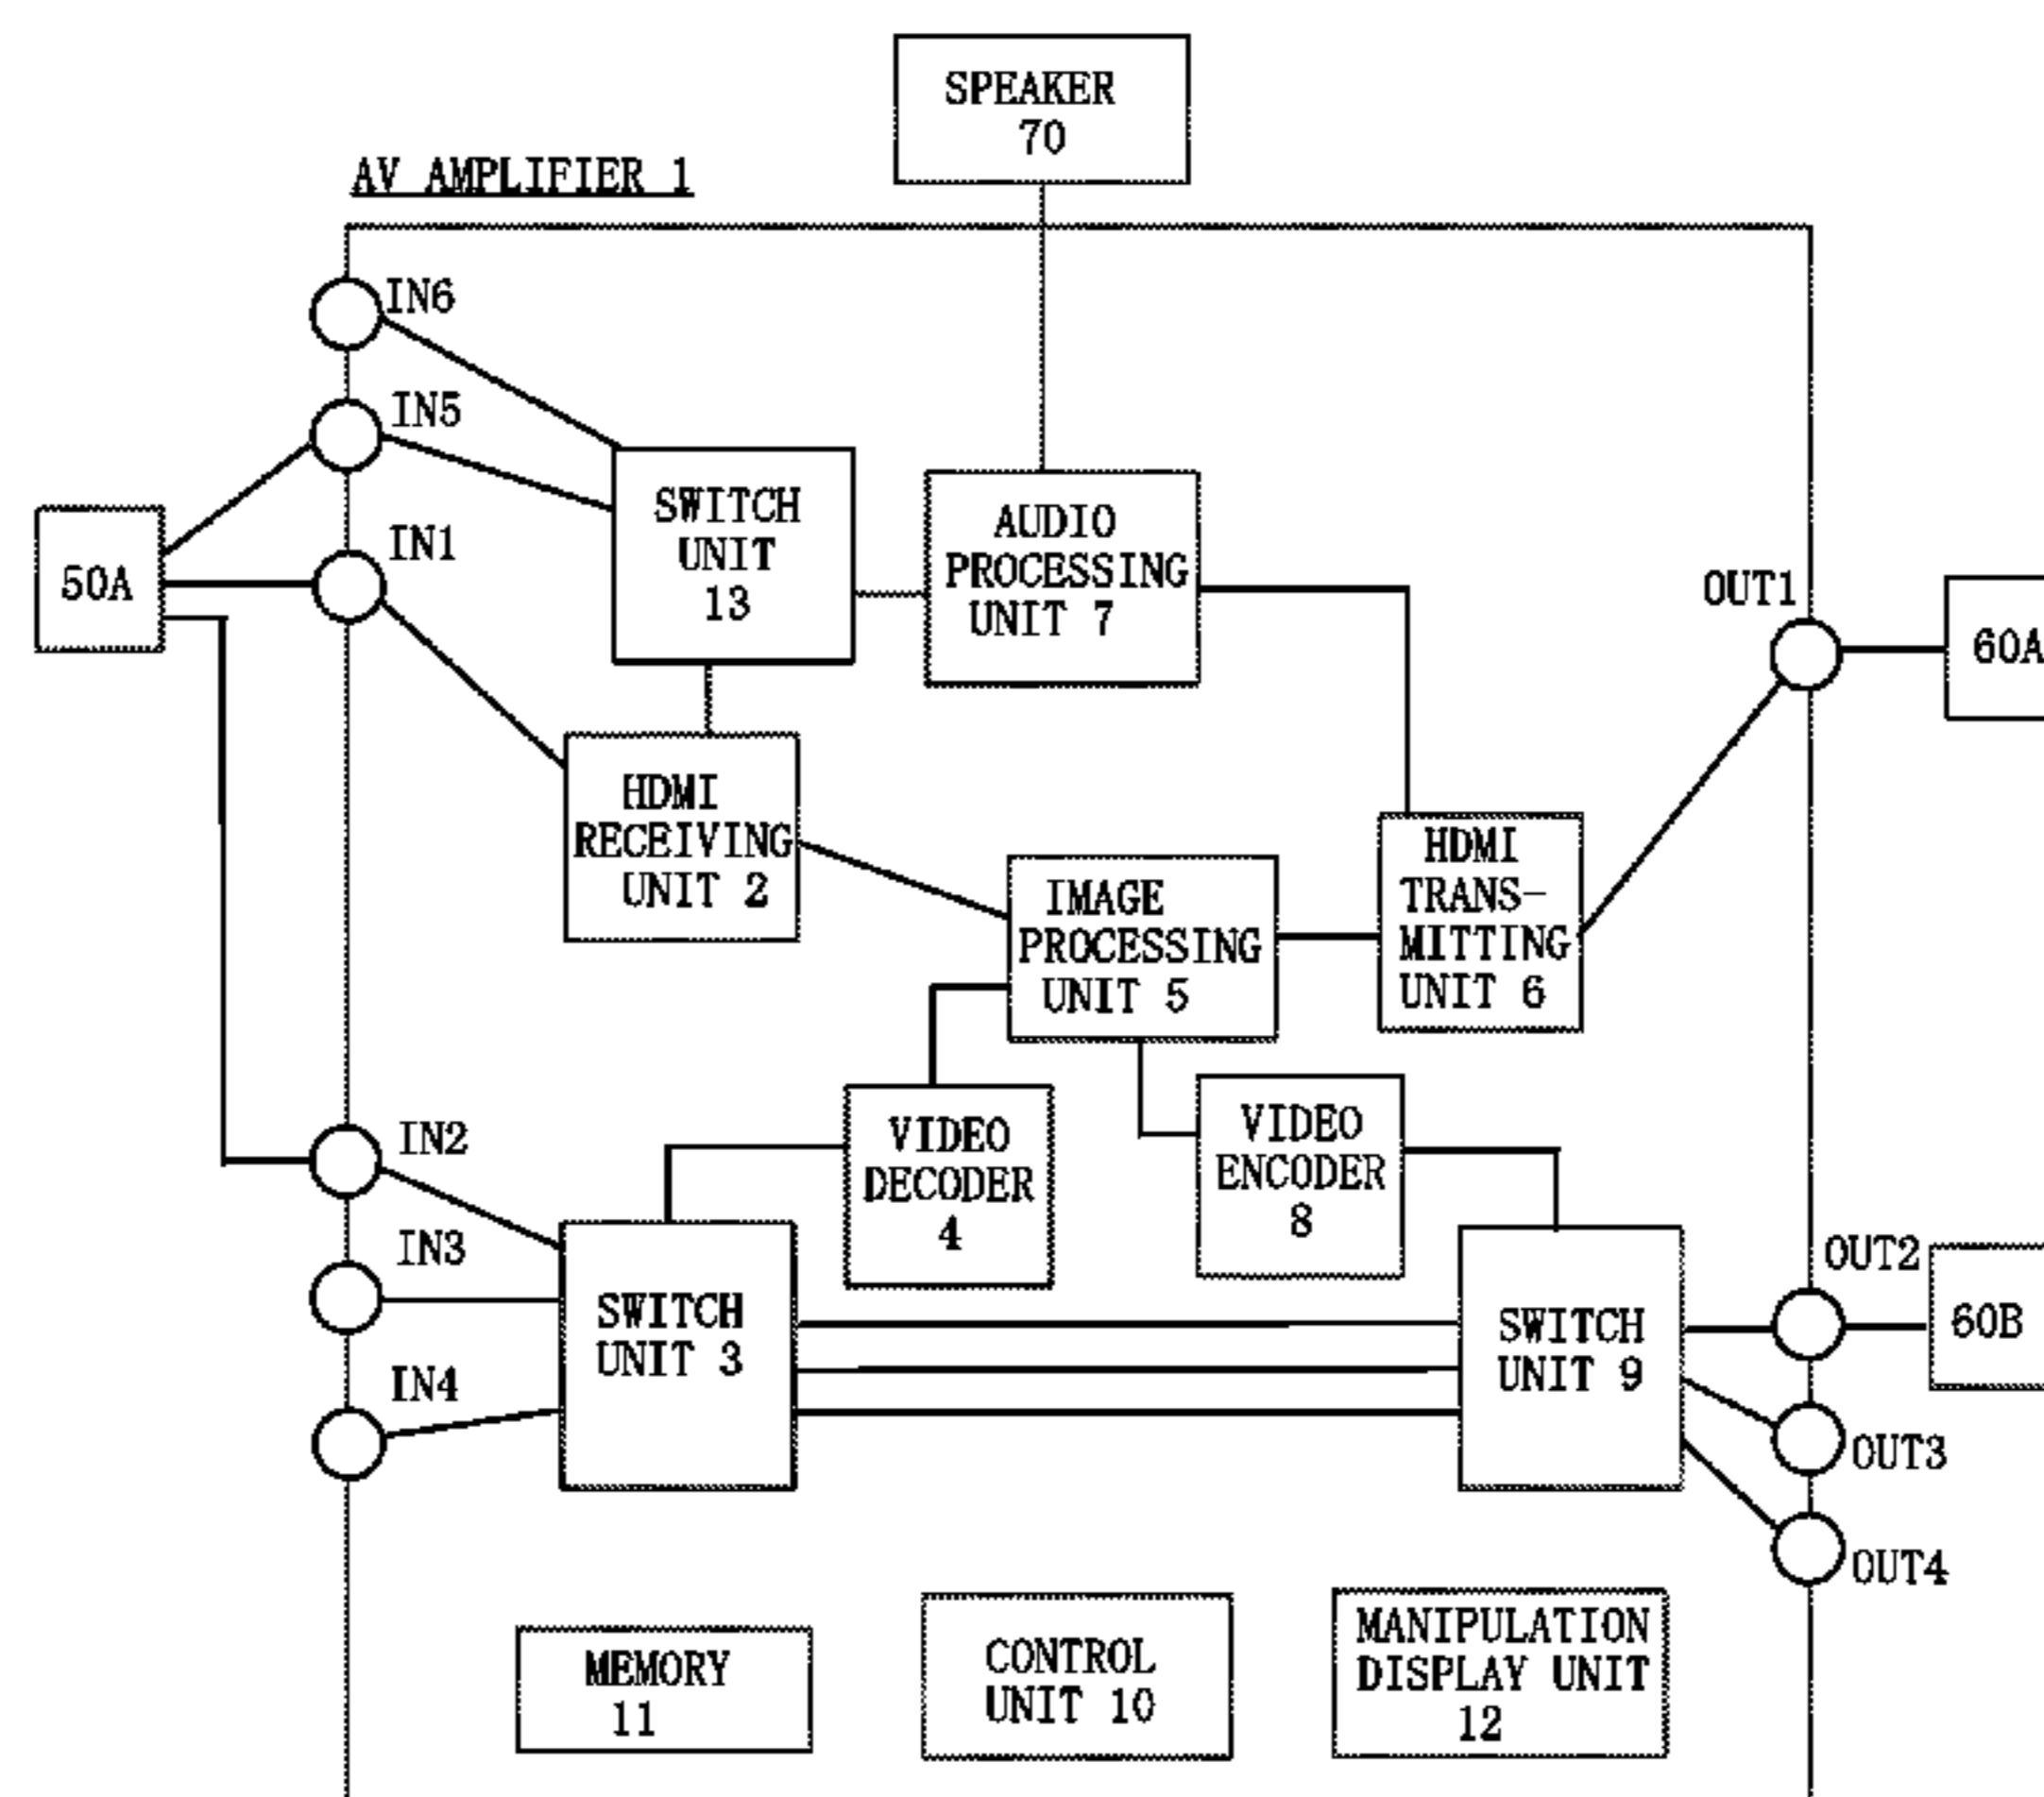 SPEAKER
70
AV AMPLIFIER 1
IN6
IN5
IN1
50A
SWITCH
UNIT
13
AUDIO
PROCESSING
UNIT 7
OUT1
60A
HDMI
RECEIVING
UNIT 2
IMAGE
PROCESSING
UNIT 5
HDMI
TRANS-
MITTING
UNIT 6
IN2
IN3
IN4
VIDEO
DECODER
4
VIDEO
ENCODER
8
SWITCH
UNIT 3
SWITCH
UNIT 9
OUT2
60B
OUT3
OUT4
MEMORY
11
CONTROL
UNIT 10
MANIPULATION
DISPLAY UNIT
12